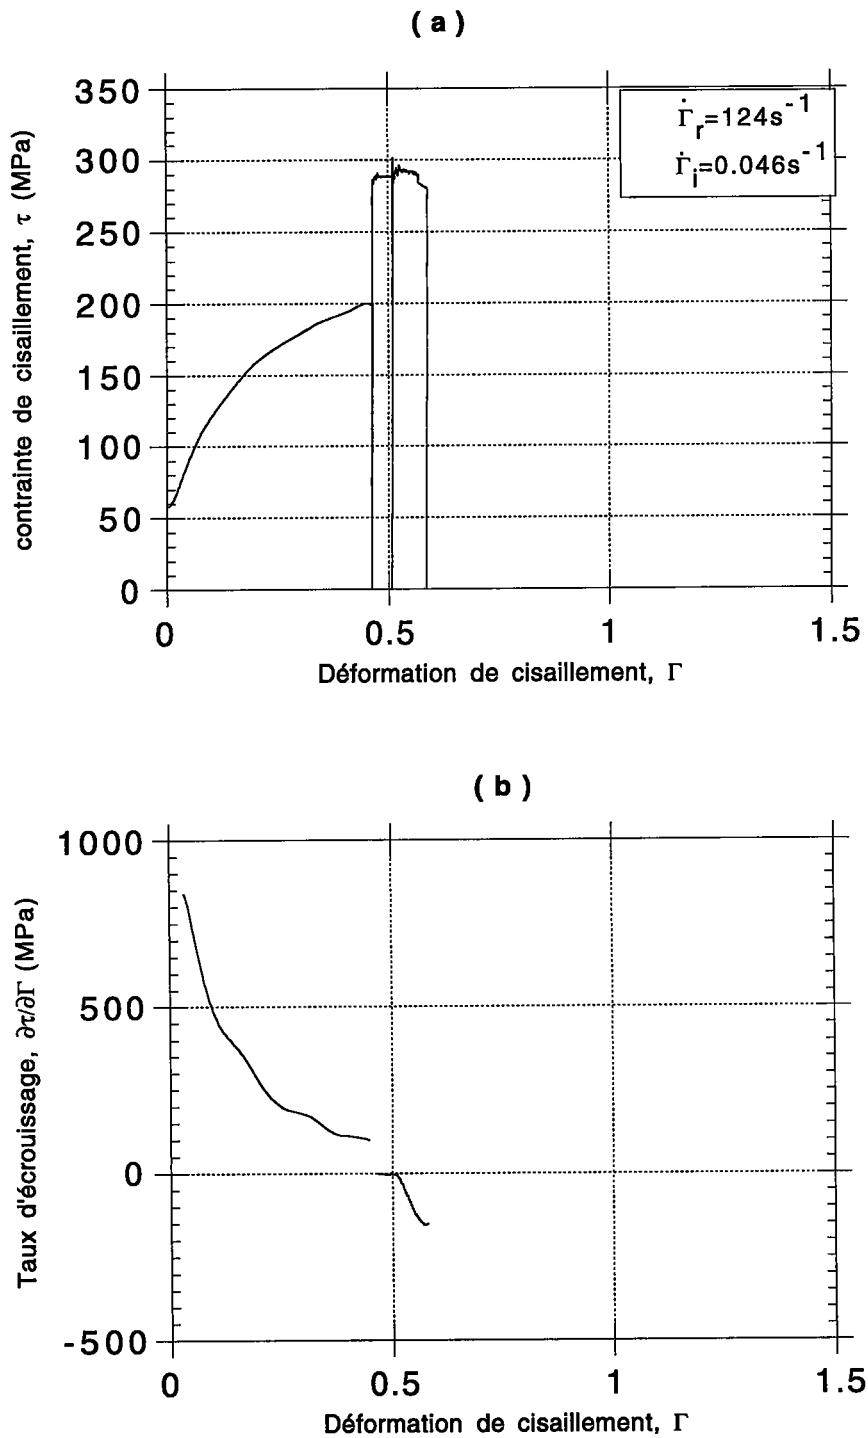 ( a )
350
300
250
200
150
100
50
0
contrainte de cisaillement, τ (MPa)
Γ̇r=124s-1
Γ̇i=0.046s-1
0 0.5 1 1.5
Déformation de cisaillement, Γ
( b )
1000
500
0
-500
Taux d'écrouissage, ∂τ/∂Γ (MPa)
0 0.5 1 1.5
Déformation de cisaillement, Γ